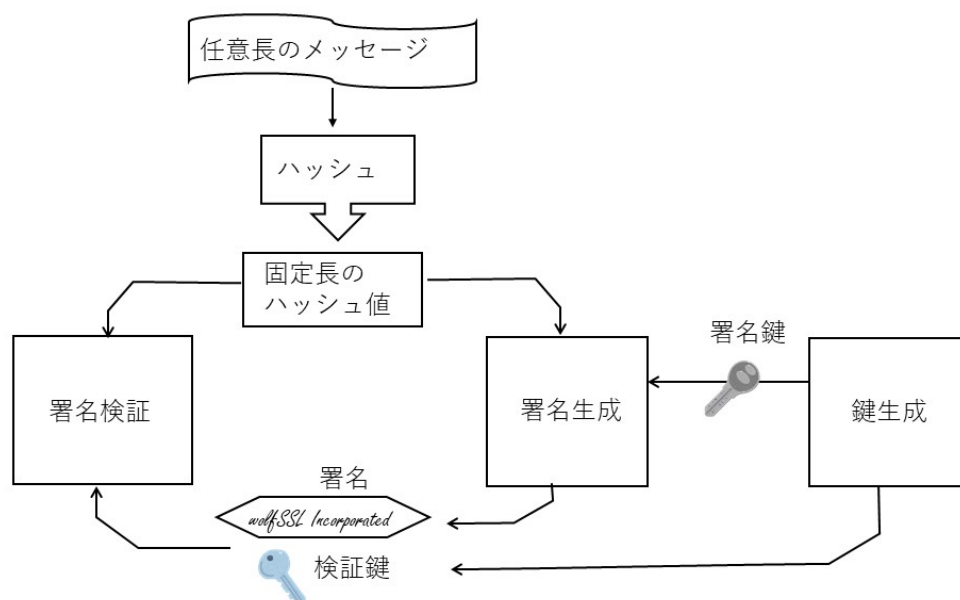 任意長のメッセージ
ハッシュ
固定長の
ハッシュ値
署名鍵
署名検証
署名生成
鍵生成
署名
wolfSSL Incorporated
検証鍵